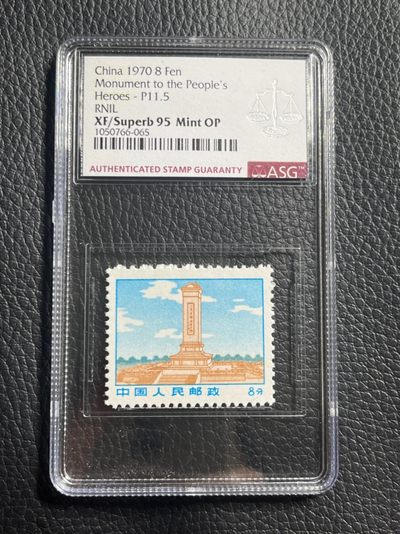 China 1970 8 Fen
Monument to the People's
Heroes - P11.5
RNIL
XF/Superb 95 Mint OP
1050766-065
AUTHENTICATED STAMP GUARANTY
ASG™
中国人民邮政
8分